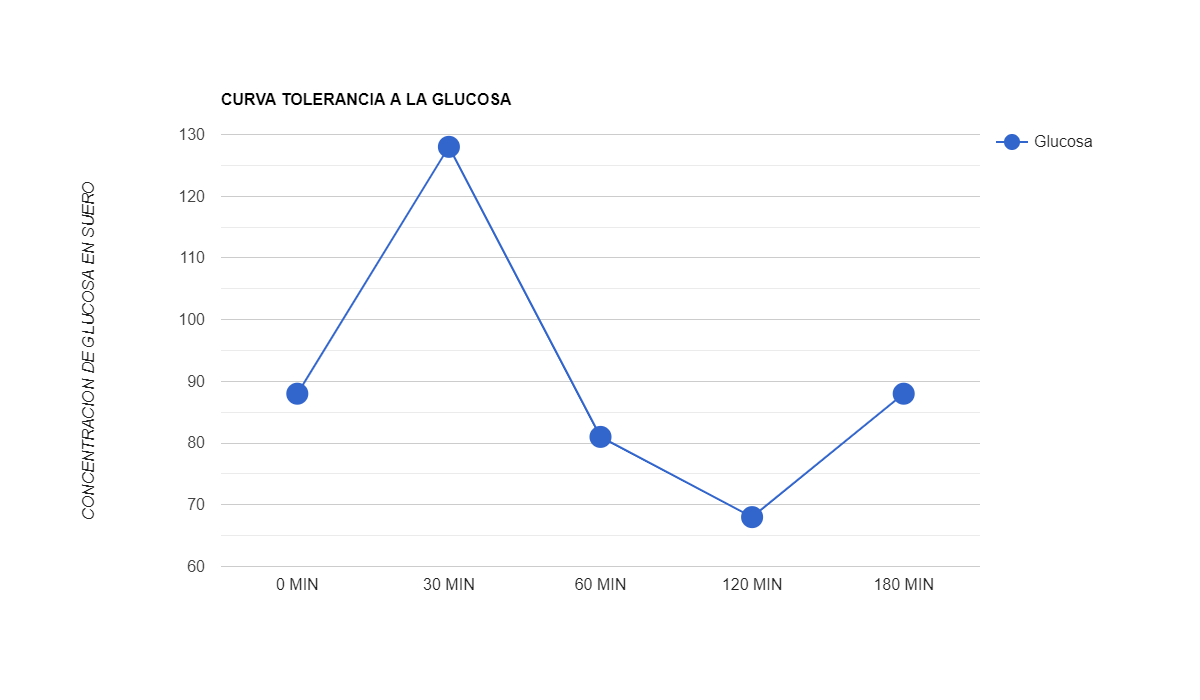 CURVA TOLERANCIA A LA GLUCOSA
Glucosa
CONCENTRACION DE GLUCOSA EN SUERO
130
120
110
100
90
80
70
60
0 MIN
30 MIN
60 MIN
120 MIN
180 MIN